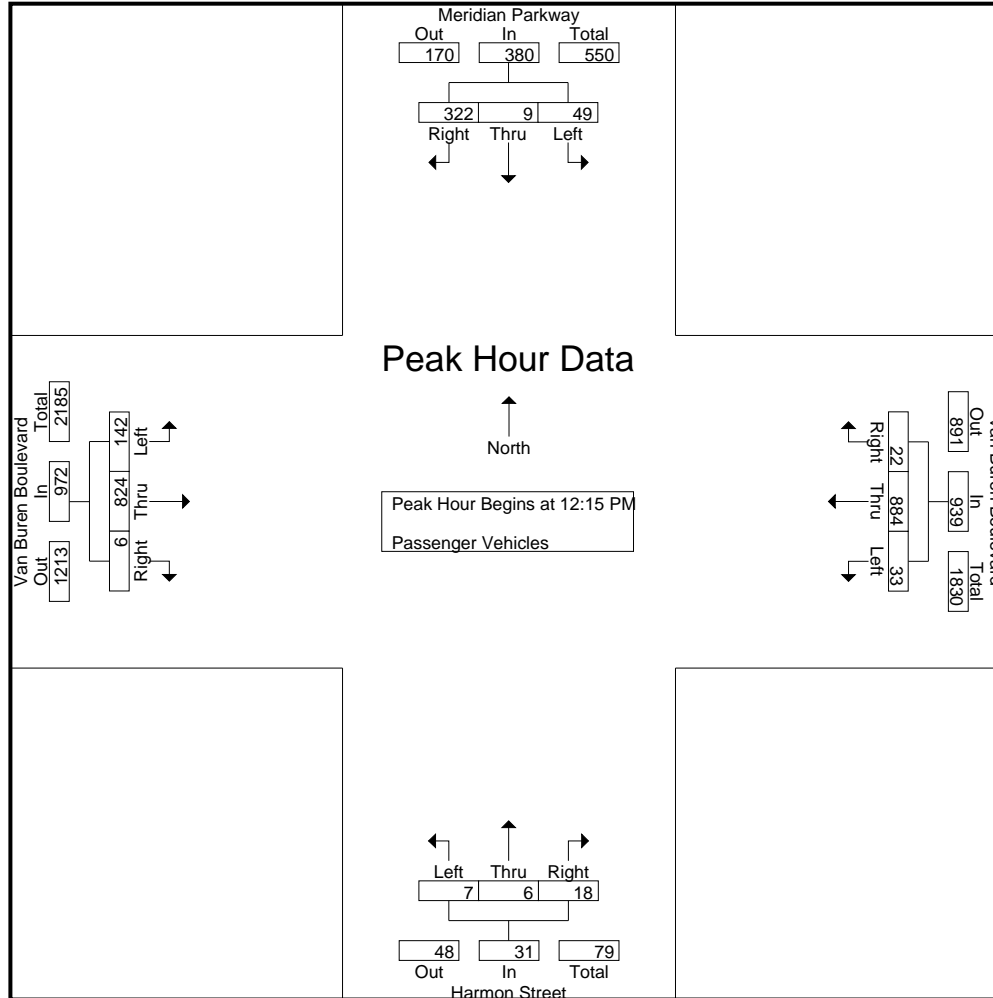 Meridian Parkway
Out In Total
170 380 550
322 9 49
Right Thru Left
Peak Hour Data
North
Peak Hour Begins at 12:15 PM
Passenger Vehicles
Van Buren Boulevard
Total In Out
2185 972 1213
142 824 6
Left Thru Right
Out In Total
891 939 1830
22 884 33
Right Thru Left
Left Thru Right
7 6 18
48 31 79
Out In Total
Harmon Street